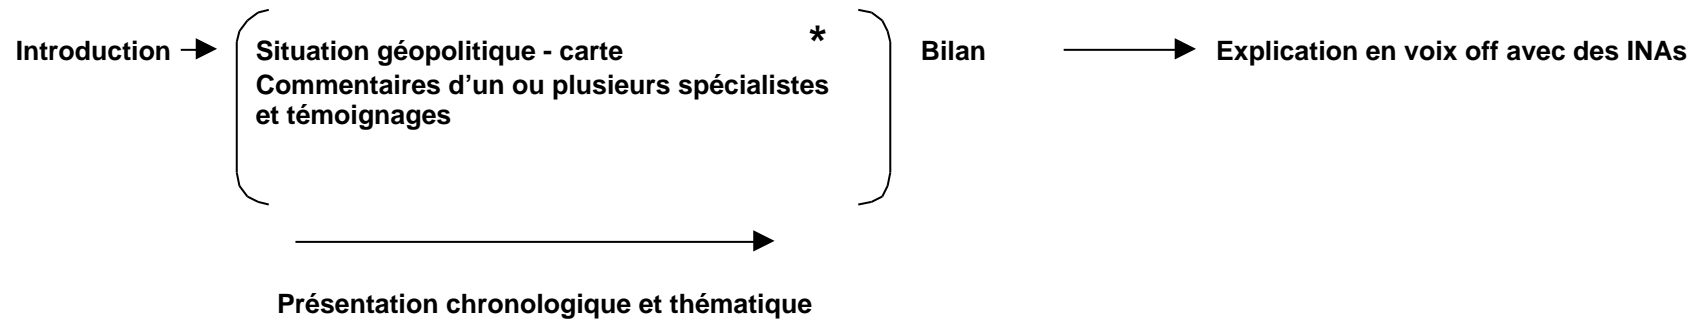 Introduction
Situation géopolitique - carte
*
Commentaires d'un ou plusieurs spécialistes
et témoignages
Bilan
Explication en voix off avec des INAs
Présentation chronologique et thématique